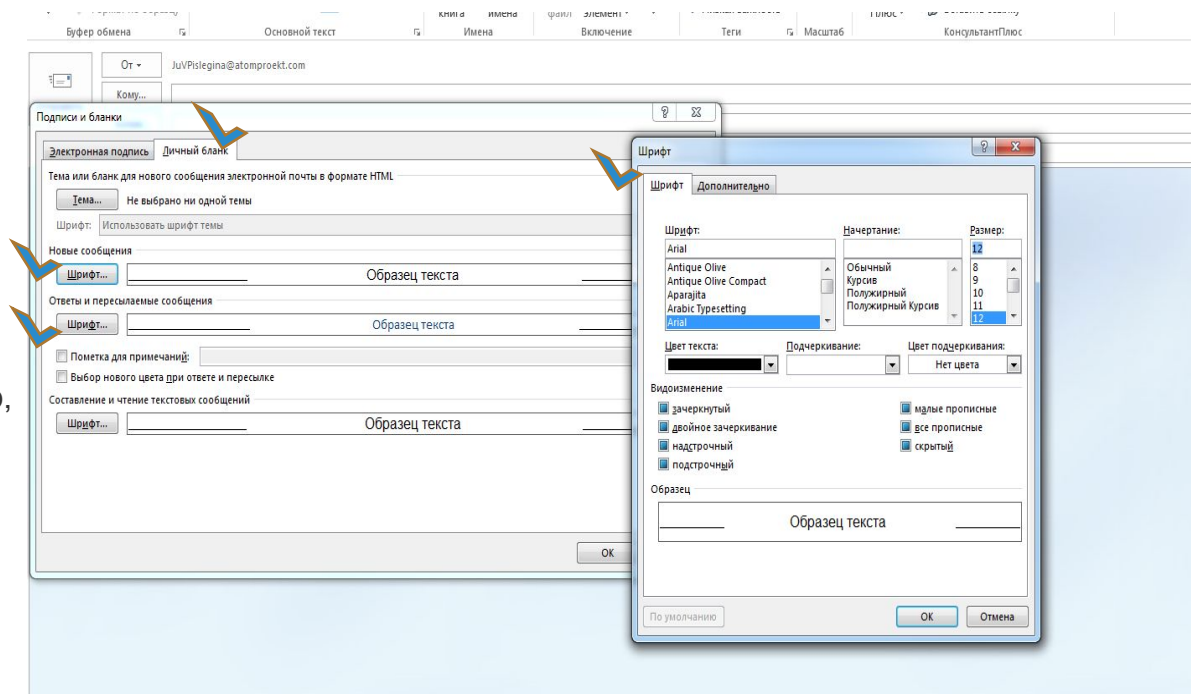 книга имена файл элемент
Плюс
Буфер обмена Основной текст Имена Включение Теги Масштаб КонсультантПлюс
От JuVPislegina@atomproekt.com
Кому...
Подписи и бланки
Электронная подпись Личный бланк
Тема или бланк для нового сообщения электронной почты в формате HTML
Тема... Не выбрано ни одной темы
Шрифт: Использовать шрифт темы
Новые сообщения
Шрифт... Образец текста
Ответы и пересылаемые сообщения
Шрифт... Образец текста
Пометка для примечаний:
Выбор нового цвета при ответе и пересылке
Составление и чтение текстовых сообщений
Шрифт... Образец текста
ОК
Шрифт
Шрифт Дополнительно
Шрифт: Начертание: Размер:
Arial 12
Antique Olive Обычный 8
Antique Olive Compact Курсив 9
Aparajita Полужирный 10
Arabic Typesetting Полужирный Курсив 11
Arial 12
Цвет текста: Подчеркивание: Цвет подчеркивания:
Нет цвета
Видоизменение
зачеркнутый малые прописные
двойное зачеркивание все прописные
надстрочный скрытый
подстрочный
Образец
Образец текста
По умолчанию ОК Отмена